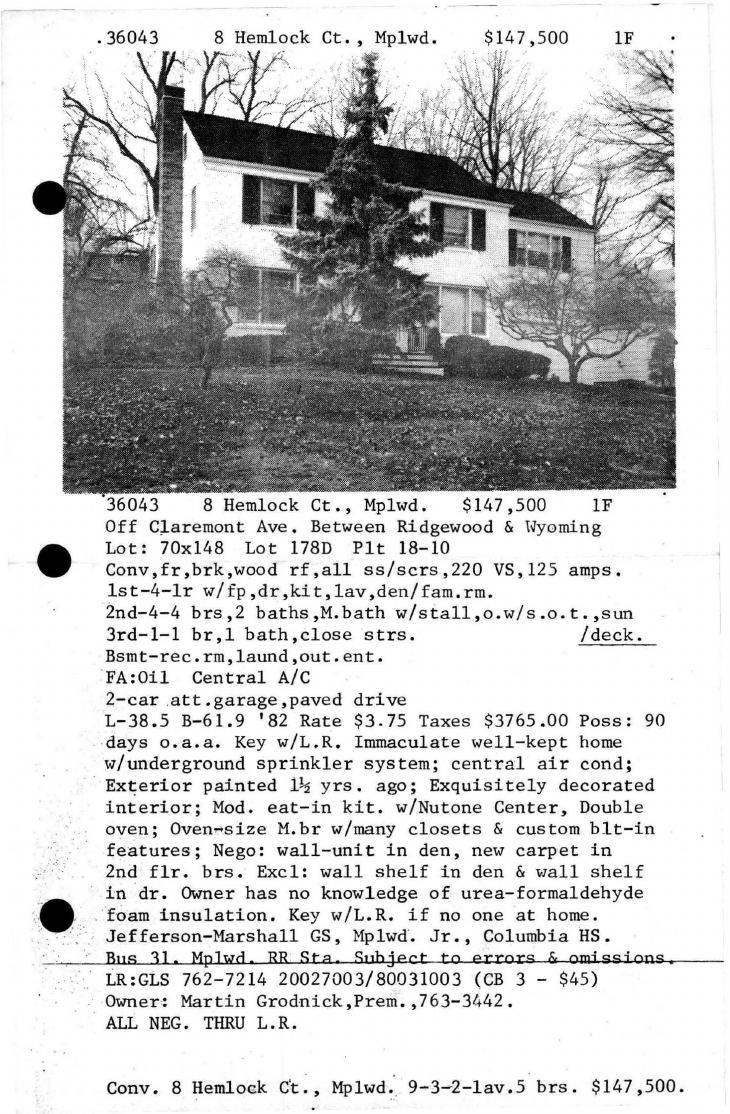 .36043 8 Hemlock Ct., Mplwd. $147,500 1F
36043 8 Hemlock Ct., Mplwd. $147,500 1F
Off Claremont Ave. Between Ridgewood & Wyoming
Lot: 70x148 Lot 178D Plt 18-10
Conv,fr,brk,wood rf,all ss/scrs,220 VS,125 amps.
1st-4-lr w/fp,dr,kit,lav,den/fam.rm.
2nd-4-4 brs,2 baths,M.bath w/stall,o.w/s.o.t.,sun
3rd-1-1 br,1 bath,close strs. /deck.
Bsmt-rec.rm,laund,out.ent.
FA:Oil Central A/C
2-car att.garage,paved drive
L-38.5 B-61.9 '82 Rate $3.75 Taxes $3765.00 Poss: 90
days o.a.a. Key w/L.R. Immaculate well-kept home
w/underground sprinkler system; central air cond;
Exterior painted 1½ yrs. ago; Exquisitely decorated
interior; Mod. eat-in kit. w/Nutone Center, Double
oven; Oven-size M.br w/many closets & custom blt-in
features; Nego: wall-unit in den, new carpet in
2nd flr. brs. Excl: wall shelf in den & wall shelf
in dr. Owner has no knowledge of urea-formaldehyde
foam insulation. Key w/L.R. if no one at home.
Jefferson-Marshall GS, Mplwd. Jr., Columbia HS.
Bus 31. Mplwd. RR Sta. Subject to errors & omissions.
LR:GLS 762-7214 20027003/80031003 (CB 3 - $45)
Owner: Martin Grodnick,Prem.,763-3442.
ALL NEG. THRU L.R.
Conv. 8 Hemlock Ct., Mplwd. 9-3-2-lav.5 brs. $147,500.